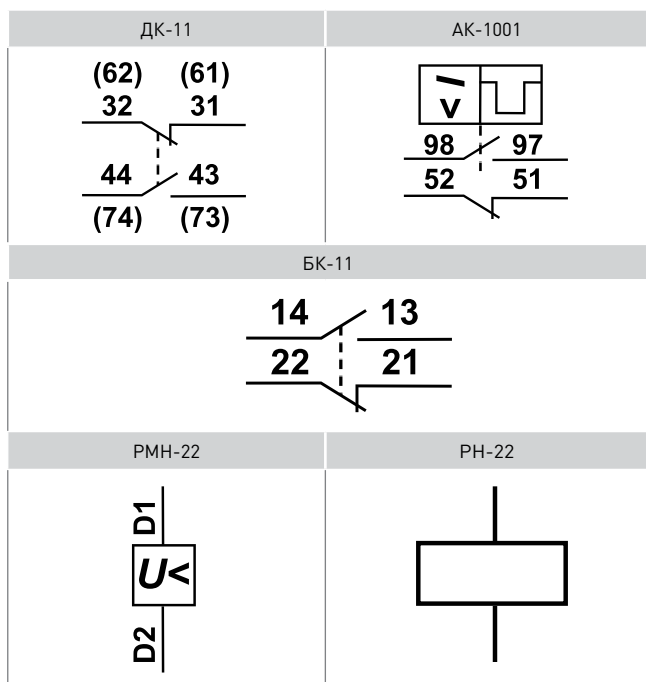 ДК-11
АК-1001
(62) (61)
32 31
44 43
(74) (73)
I >
98 97
52 51
БК-11
14 13
22 21
РМН-22
РН-22
D1
U<
D2